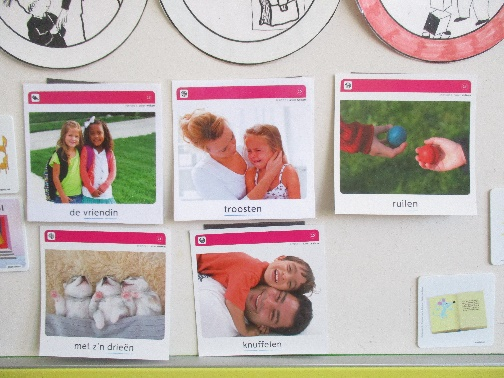 de vriendin
troosten
ruilen
met z'n drieën
knuffelen